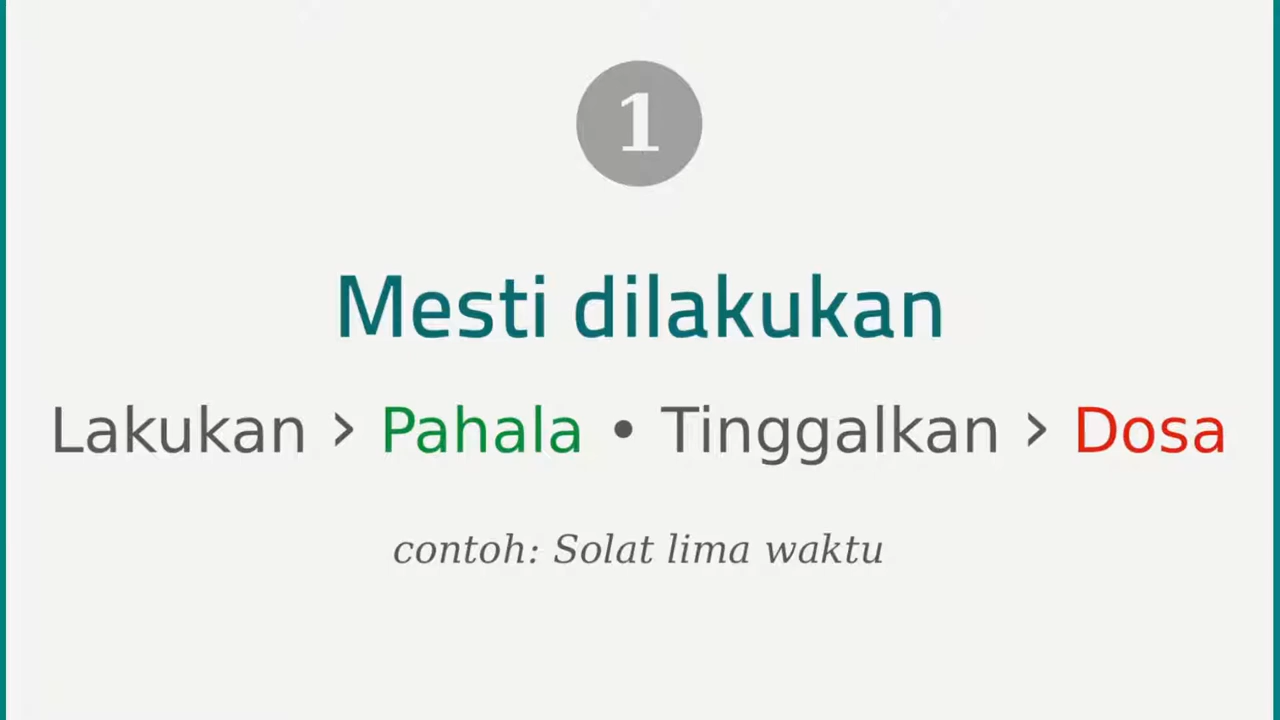 1
Mesti dilakukan
Lakukan › Pahala • Tinggalkan › Dosa
contoh: Solat lima waktu